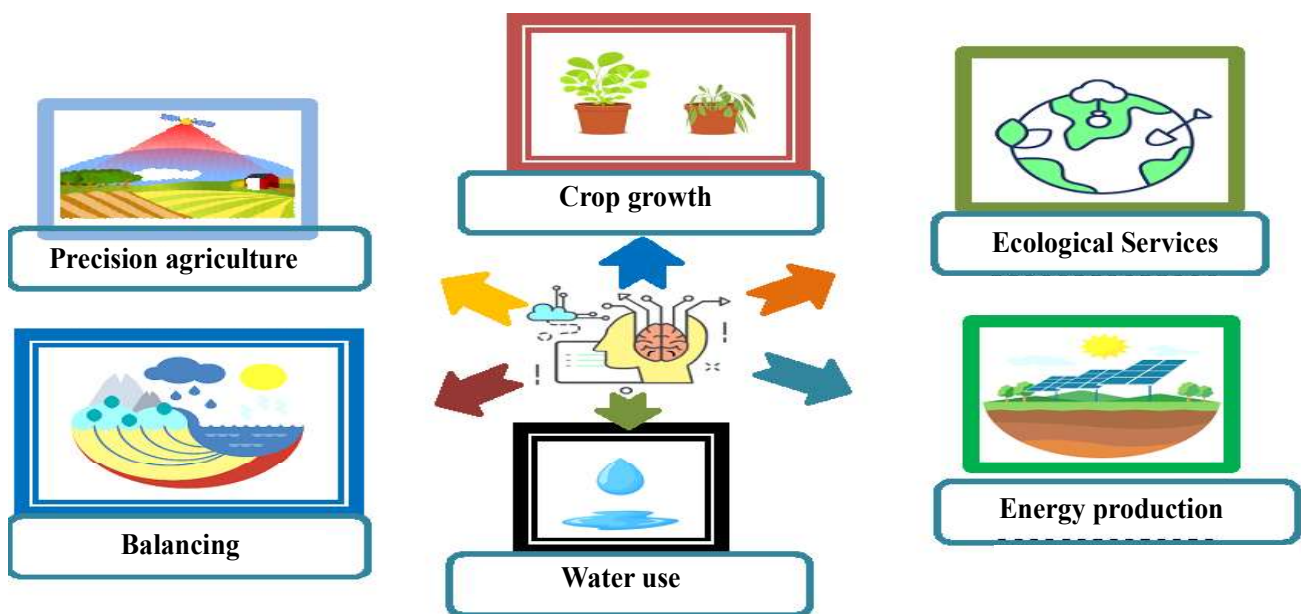 Crop growth
Precision agriculture
Ecological Services
Balancing
Water use
Energy production